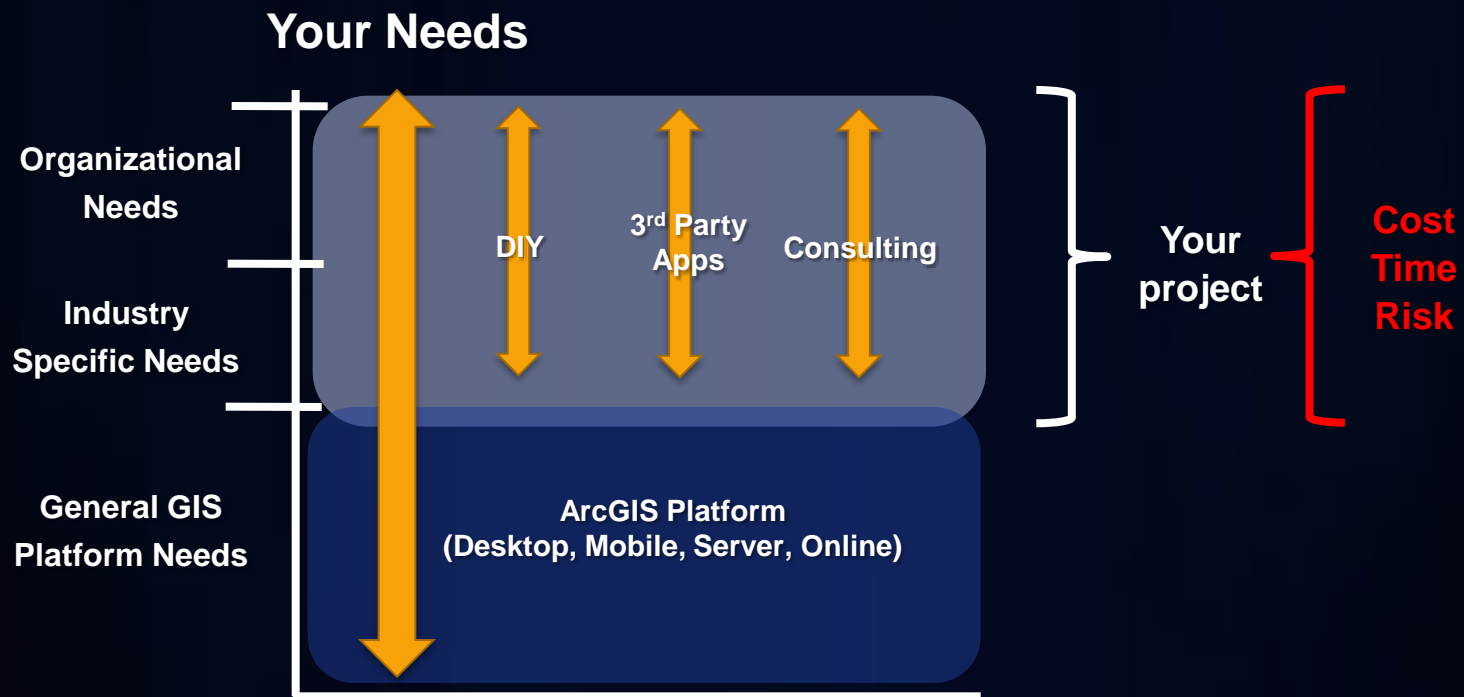 Your Needs
Organizational
Needs
Industry
Specific Needs
General GIS
Platform Needs
DIY
3rd Party
Apps
Consulting
ArcGIS Platform
(Desktop, Mobile, Server, Online)
Your
project
Cost
Time
Risk